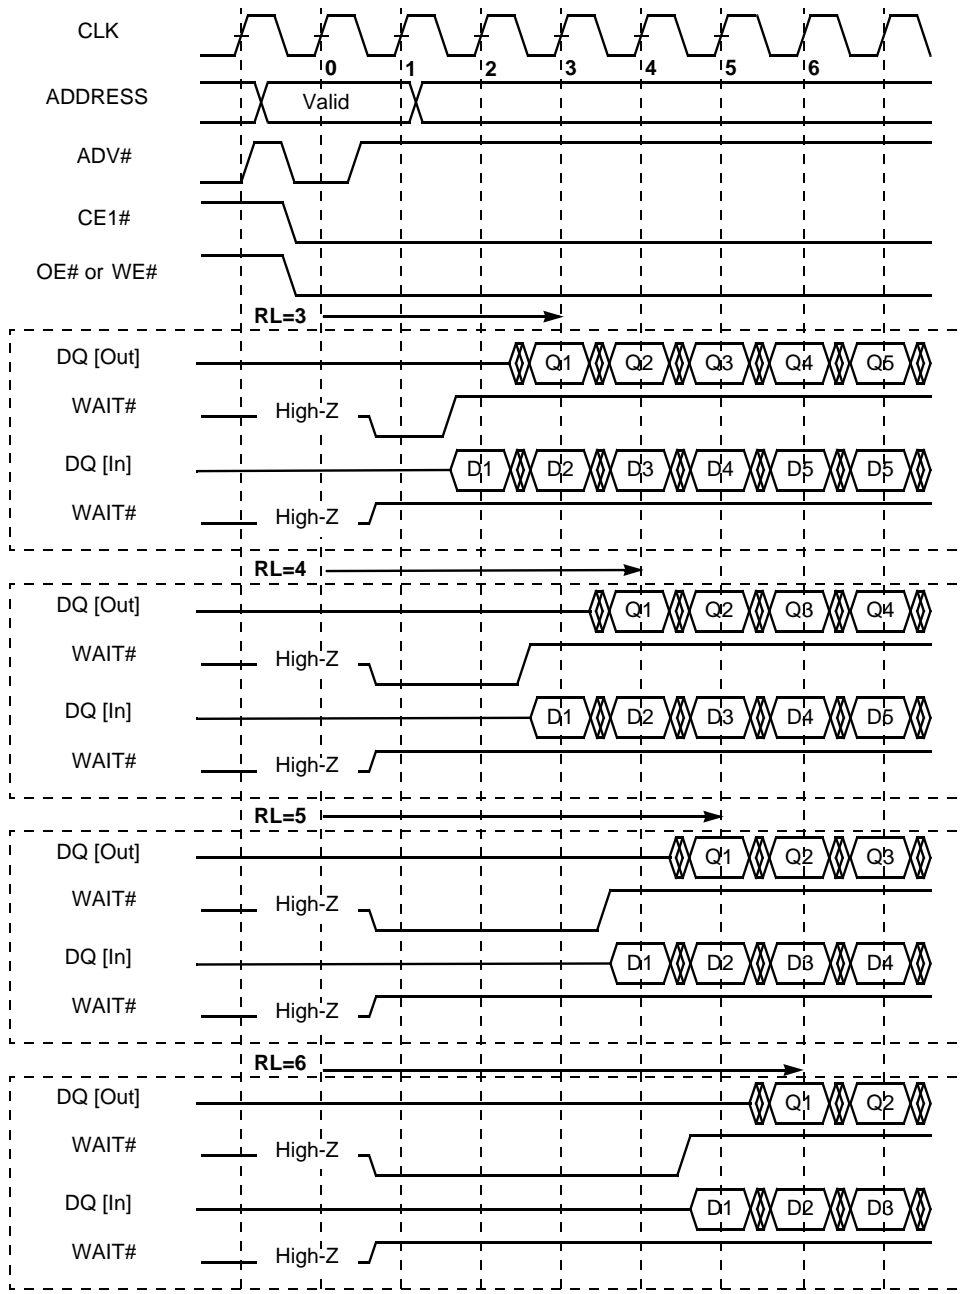 CLK
0 1 2 3 4 5 6
ADDRESS Valid
ADV#
CE1#
OE# or WE#
RL=3
DQ [Out] Q1 Q2 Q3 Q4 Q5
WAIT# High-Z
DQ [In] D1 D2 D3 D4 D5 D5
WAIT# High-Z
RL=4
DQ [Out] Q1 Q2 Q3 Q4
WAIT# High-Z
DQ [In] D1 D2 D3 D4 D5
WAIT# High-Z
RL=5
DQ [Out] Q1 Q2 Q3
WAIT# High-Z
DQ [In] D1 D2 D3 D4
WAIT# High-Z
RL=6
DQ [Out] Q1 Q2
WAIT# High-Z
DQ [In] D1 D2 D3
WAIT# High-Z